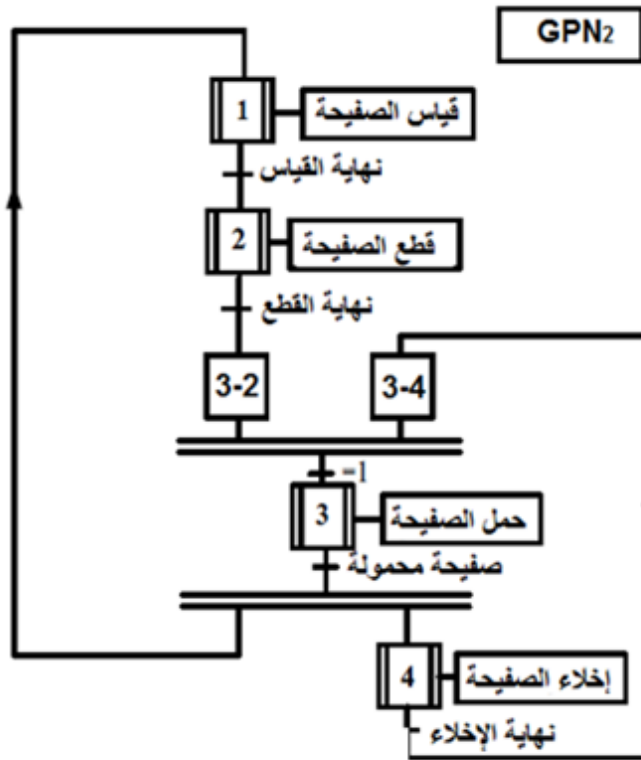 GPN2
1
قياس الصفيحة
نهاية القياس
2
قطع الصفيحة
نهاية القطع
3-2
3-4
=1
3
حمل الصفيحة
صفيحة محمولة
4
إخلاء الصفيحة
نهاية الإخلاء